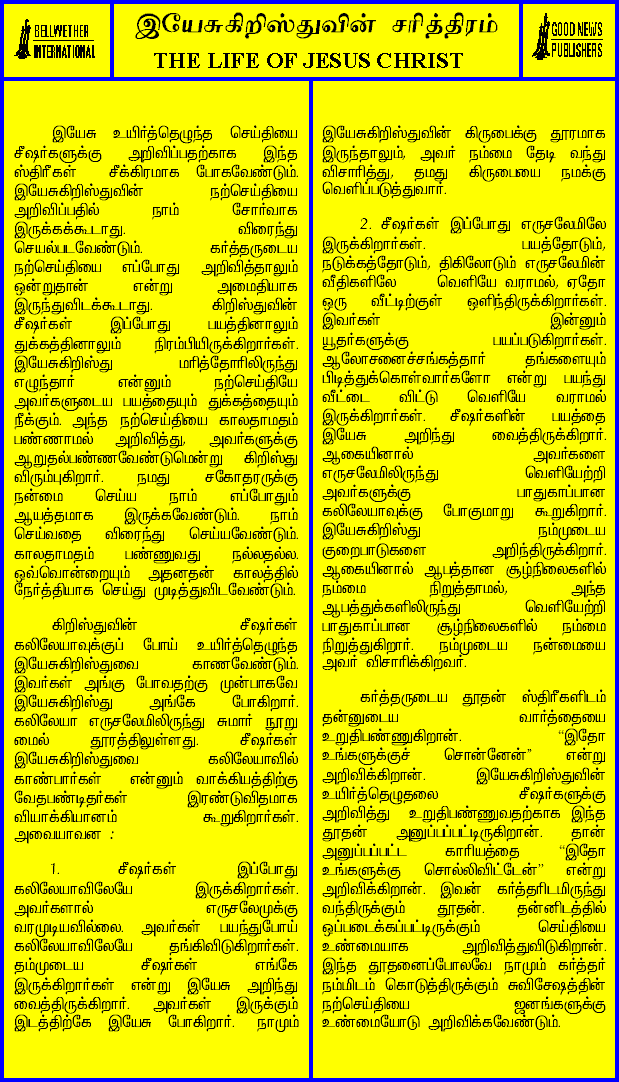 BELLWETHER
INTERNATIONAL
இயேசுகிறிஸ்துவின் சரித்திரம்
THE LIFE OF JESUS CHRIST
GOOD NEWS
PUBLISHERS
இயேசு உயிர்த்தெழுந்த செய்தியை
சீஷர்களுக்கு அறிவிப்பதற்காக இந்த
ஸ்திரீகள் சீக்கிரமாக போகவேண்டும்.
இயேசுகிறிஸ்துவின் நற்செய்தியை
அறிவிப்பதில் நாம் சோர்வாக
இருக்கக்கூடாது. விரைந்து
செயல்படவேண்டும். கர்த்தருடைய
நற்செய்தியை எப்போது அறிவித்தாலும்
ஒன்றுதான் என்று அமைதியாக
இருந்துவிடக்கூடாது. கிறிஸ்துவின்
சீஷர்கள் இப்போது பயத்தினாலும்
துக்கத்தினாலும் நிரம்பியிருக்கிறார்கள்.
இயேசுகிறிஸ்து மரித்தோரிலிருந்து
எழுந்தார் என்னும் நற்செய்தியே
அவர்களுடைய பயத்தையும் துக்கத்தையும்
நீக்கும். அந்த நற்செய்தியை காலதாமதம்
பண்ணாமல் அறிவித்து, அவர்களுக்கு
ஆறுதல்பண்ணவேண்டுமென்று கிறிஸ்து
விரும்புகிறார். நமது சகோதரருக்கு
நன்மை செய்ய நாம் எப்போதும்
ஆயத்தமாக இருக்கவேண்டும். நாம்
செய்வதை விரைந்து செய்யவேண்டும்.
காலதாமதம் பண்ணுவது நல்லதல்ல.
ஒவ்வொன்றையும் அதனதன் காலத்தில்
நேர்த்தியாக செய்து முடித்துவிடவேண்டும்.
கிறிஸ்துவின் சீஷர்கள்
கலிலேயாவுக்குப் போய் உயிர்த்தெழுந்த
இயேசுகிறிஸ்துவை காணவேண்டும்.
இவர்கள் அங்கு போவதற்கு முன்பாகவே
இயேசுகிறிஸ்து அங்கே போகிறார்.
கலிலேயா எருசலேமிலிருந்து சுமார் நூறு
மைல் தூரத்திலுள்ளது. சீஷர்கள்
இயேசுகிறிஸ்துவை கலிலேயாவில்
காண்பார்கள் என்னும் வாக்கியத்திற்கு
வேதபண்டிதர்கள் இரண்டுவிதமாக
வியாக்கியானம் கூறுகிறார்கள்.
அவையாவன :
1. சீஷர்கள் இப்போது
கலிலேயாவிலேயே இருக்கிறார்கள்.
அவர்களால் எருசலேமுக்கு
வரமுடியவில்லை. அவர்கள் பயந்துபோய்
கலிலேயாவிலேயே தங்கிவிடுகிறார்கள்.
தம்முடைய சீஷர்கள் எங்கே
இருக்கிறார்கள் என்று இயேசு அறிந்து
வைத்திருக்கிறார். அவர்கள் இருக்கும்
இடத்திற்கே இயேசு போகிறார். நாமும்
இயேசுகிறிஸ்துவின் கிருபைக்கு தூரமாக
இருந்தாலும், அவர் நம்மை தேடி வந்து
விசாரித்து, தமது கிருபையை நமக்கு
வெளிப்படுத்துவார்.
2. சீஷர்கள் இப்போது எருசலேமிலே
இருக்கிறார்கள். பயத்தோடும்,
நடுக்கத்தோடும், திகிலோடும் எருசலேமின்
வீதிகளிலே வெளியே வராமல், ஏதோ
ஒரு வீட்டிற்குள் ஒளிந்திருக்கிறார்கள்.
இவர்கள் இன்னும்
யூதர்களுக்கு பயப்படுகிறார்கள்.
ஆலோசனைச்சங்கத்தார் தங்களையும்
பிடித்துக்கொள்வார்களோ என்று பயந்து
வீட்டை விட்டு வெளியே வராமல்
இருக்கிறார்கள். சீஷர்களின் பயத்தை
இயேசு அறிந்து வைத்திருக்கிறார்.
ஆகையினால் அவர்களை
எருசலேமிலிருந்து வெளியேற்றி
அவர்களுக்கு பாதுகாப்பான
கலிலேயாவுக்கு போகுமாறு கூறுகிறார்.
இயேசுகிறிஸ்து நம்முடைய
குறைபாடுகளை அறிந்திருக்கிறார்.
ஆகையினால் ஆபத்தான சூழ்நிலைகளில்
நம்மை நிறுத்தாமல், அந்த
ஆபத்துக்களிலிருந்து வெளியேற்றி
பாதுகாப்பான சூழ்நிலைகளில் நம்மை
நிறுத்துகிறார். நம்முடைய நன்மையை
அவர் விசாரிக்கிறவர்.
கர்த்தருடைய தூதன் ஸ்திரீகளிடம்
தன்னுடைய வார்த்தையை
உறுதிபண்ணுகிறான். “இதோ
உங்களுக்குச் சொன்னேன்” என்று
அறிவிக்கிறான். இயேசுகிறிஸ்துவின்
உயிர்த்தெழுதலை சீஷர்களுக்கு
அறிவித்து உறுதிபண்ணுவதற்காக இந்த
தூதன் அனுப்பப்பட்டிருகிறான். தான்
அனுப்பப்பட்ட காரியத்தை “இதோ
உங்களுக்கு சொல்லிவிட்டேன்” என்று
அறிவிக்கிறான். இவன் கர்த்தரிடமிருந்து
வந்திருக்கும் தூதன். தன்னிடத்தில்
ஒப்படைக்கப்பட்டிருக்கும் செய்தியை
உண்மையாக அறிவித்துவிடுகிறான்.
இந்த தூதனைப்போலவே நாமும் கர்த்தர்
நம்மிடம் கொடுத்திருக்கும் சுவிசேஷத்தின்
நற்செய்தியை ஜனங்களுக்கு
உண்மையோடு அறிவிக்கவேண்டும்.